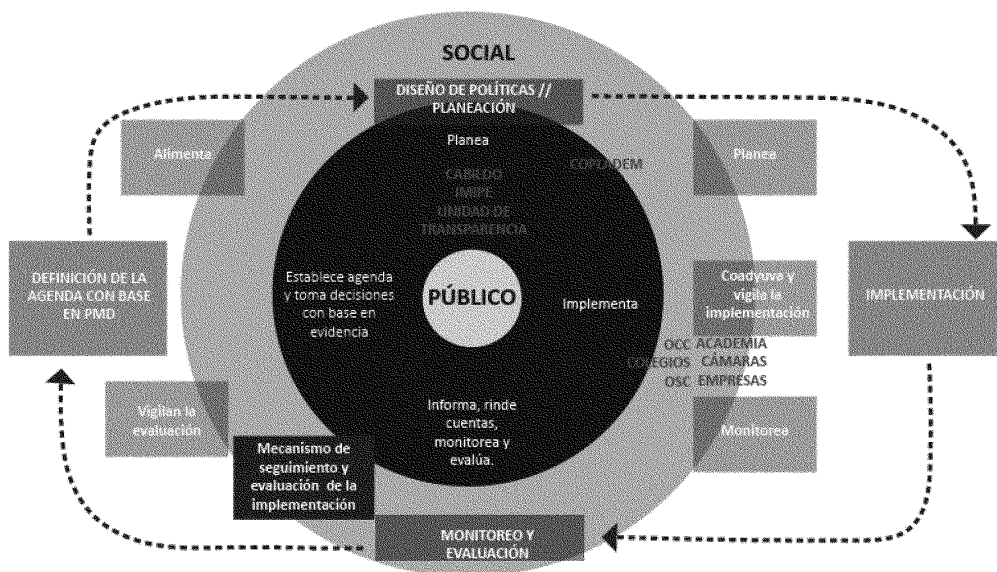 SOCIAL
DISEÑO DE POLÍTICAS //
PLANEACIÓN
Alimenta
Planea
COPLADEM
Planea
CABILDO
IMIPE
UNIDAD DE
TRANSPARENCIA
DEFINICIÓN DE LA
AGENDA CON BASE
EN PMD
Establece agenda
y toma decisiones
con base en
evidencia
PÚBLICO
Implementa
Coadyuva y
vigila la
implementación
IMPLEMENTACIÓN
OCC ACADEMIA
COLEGIOS CÁMARAS
OSC EMPRESAS
Vigilan la
evaluación
Informa, rinde
cuentas,
monitorea y
evalúa.
Monitorea
Mecanismo de
seguimiento y
evaluación de la
implementación
MONITOREO Y
EVALUACIÓN